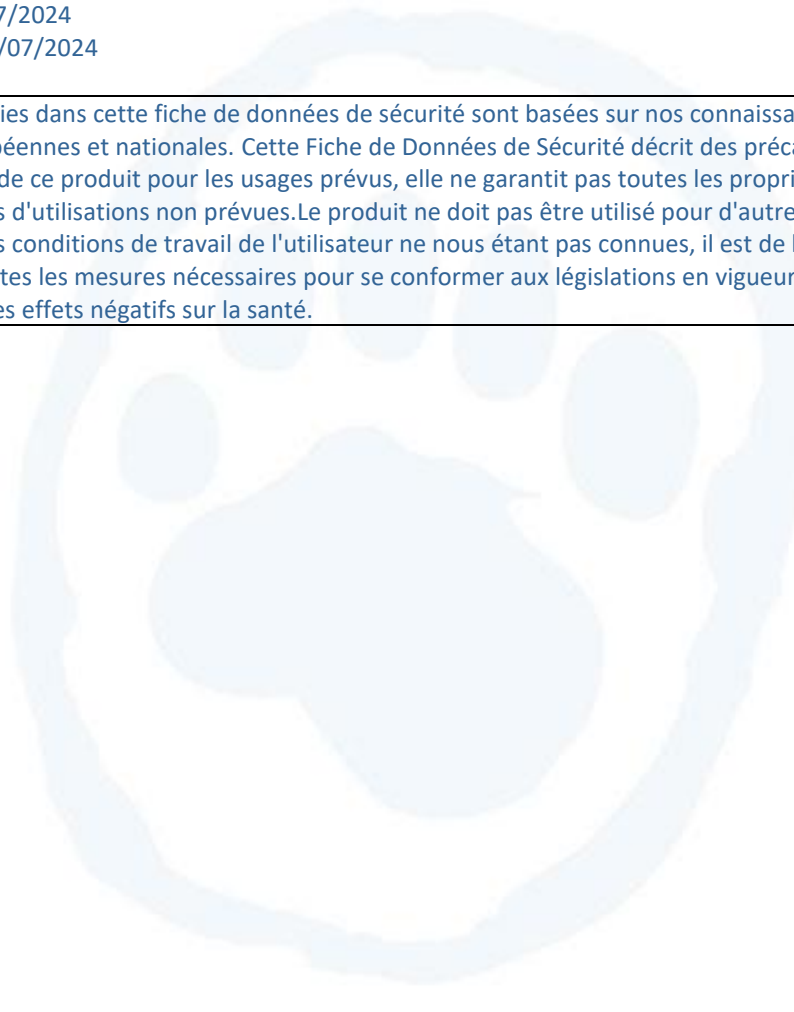 7/2024
/07/2024
ies dans cette fiche de données de sécurité sont basées sur nos connaissa
péennes et nationales. Cette Fiche de Données de Sécurité décrit des préca
de ce produit pour les usages prévus, elle ne garantit pas toutes les propri
s d'utilisations non prévues.Le produit ne doit pas être utilisé pour d'autre
s conditions de travail de l'utilisateur ne nous étant pas connues, il est de l
tes les mesures nécessaires pour se conformer aux législations en vigueur
es effets négatifs sur la santé.